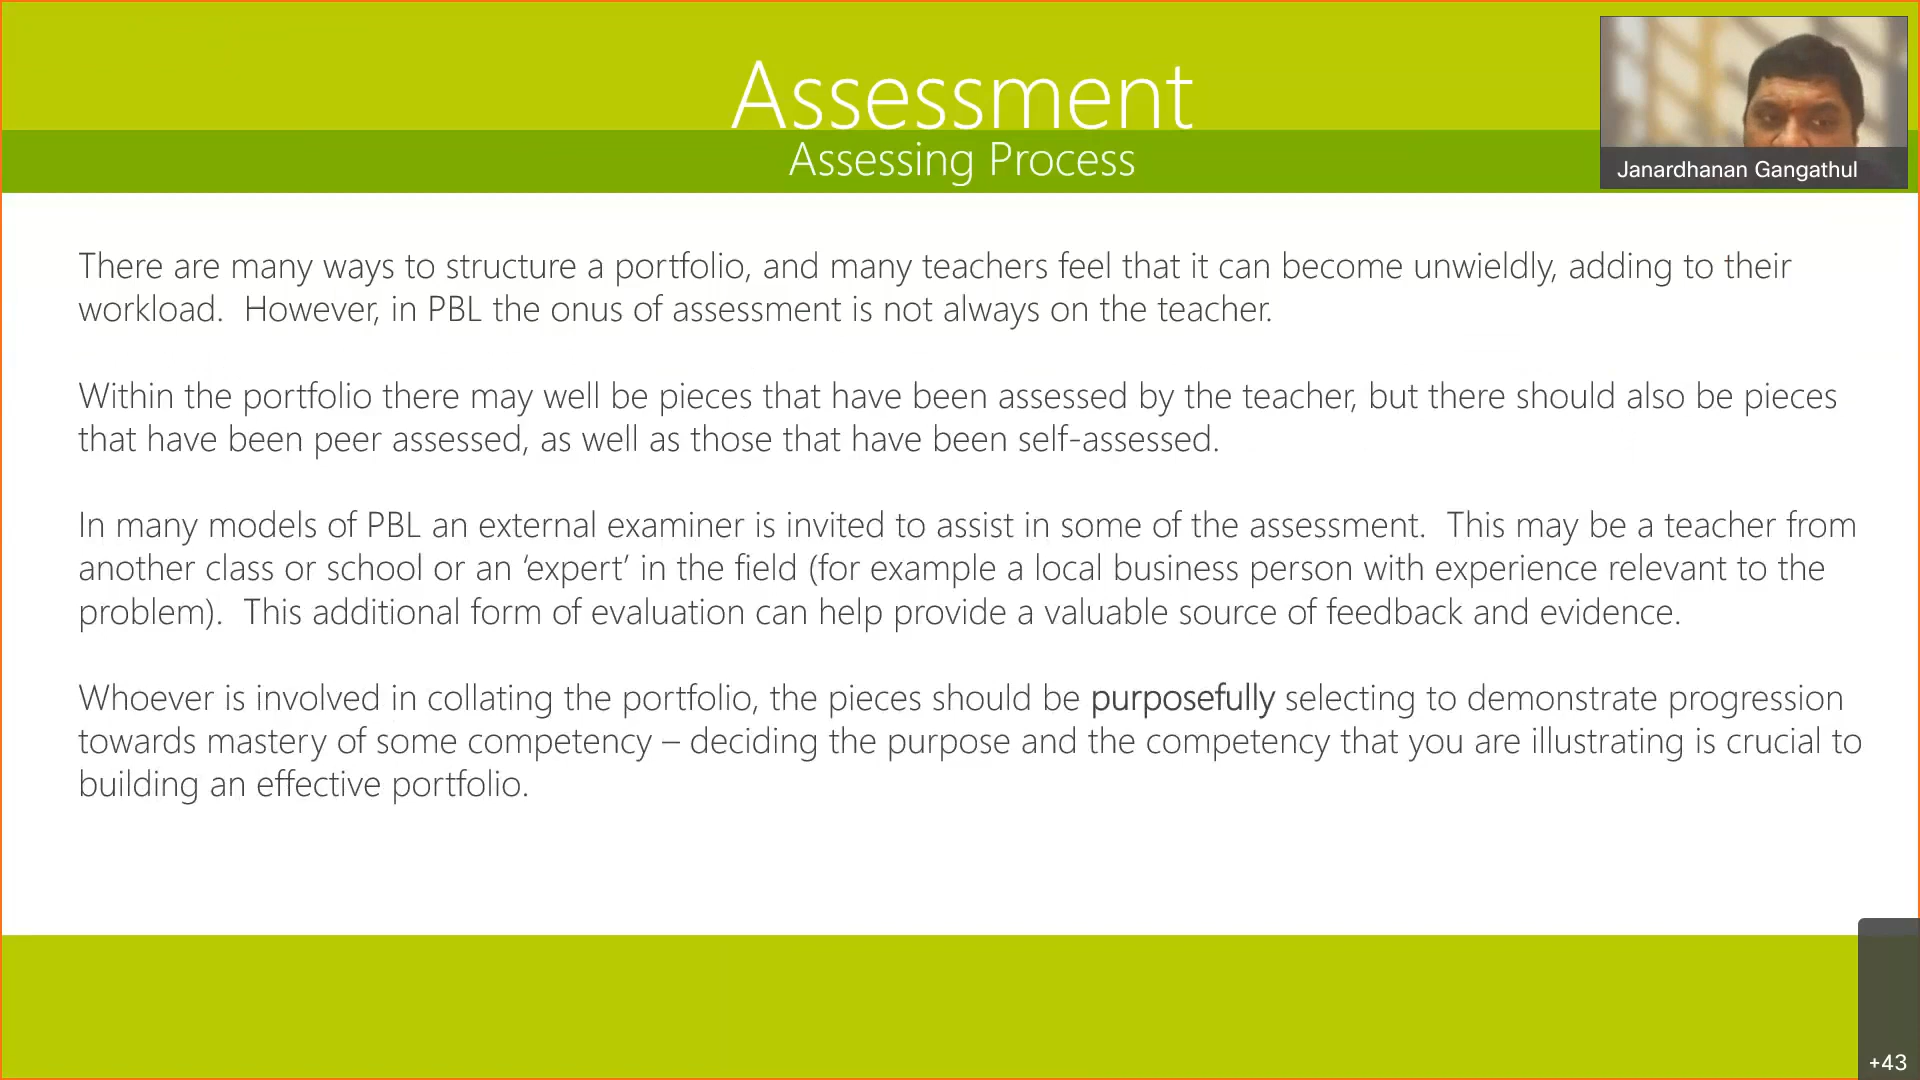 Assessment
Assessing Process
Janardhanan Gangathul
There are many ways to structure a portfolio, and many teachers feel that it can become unwieldly, adding to their
workload.  However, in PBL the onus of assessment is not always on the teacher.
Within the portfolio there may well be pieces that have been assessed by the teacher, but there should also be pieces
that have been peer assessed, as well as those that have been self-assessed.
In many models of PBL an external examiner is invited to assist in some of the assessment.  This may be a teacher from
another class or school or an ‘expert’ in the field (for example a local business person with experience relevant to the
problem).  This additional form of evaluation can help provide a valuable source of feedback and evidence.
Whoever is involved in collating the portfolio, the pieces should be purposefully selecting to demonstrate progression
towards mastery of some competency – deciding the purpose and the competency that you are illustrating is crucial to
building an effective portfolio.
+43